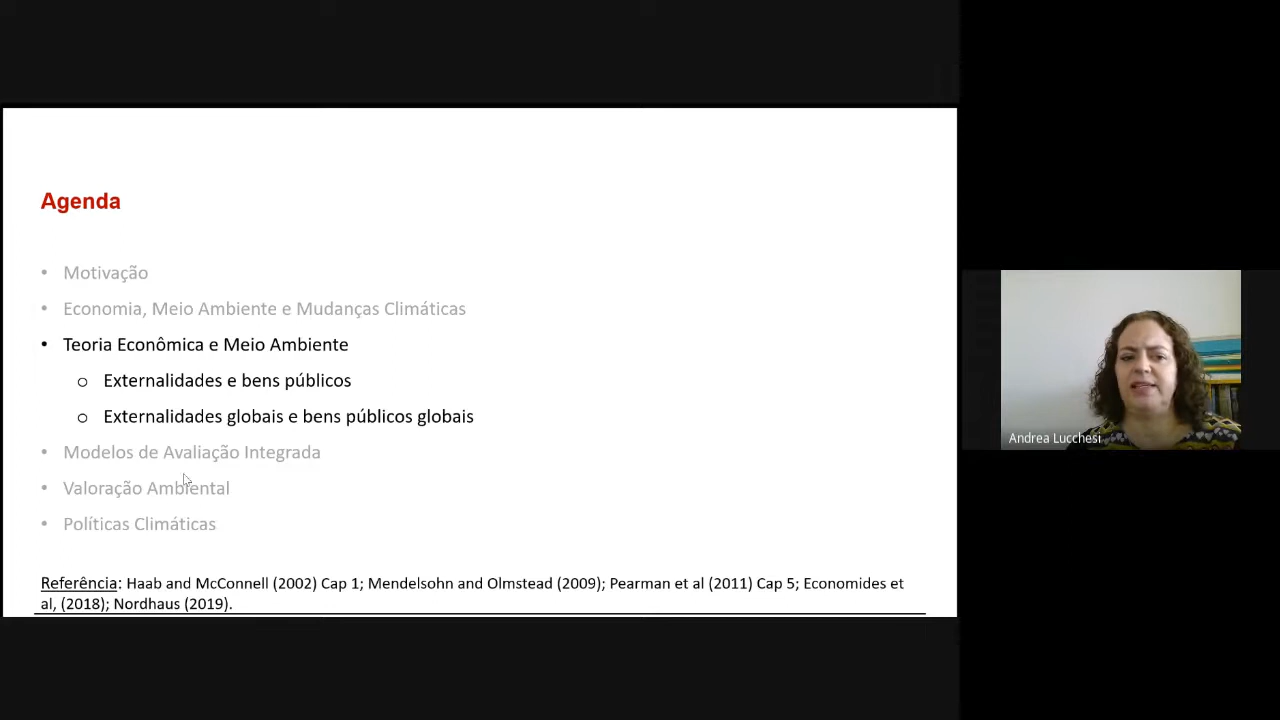 Agenda
• Motivação
• Economia, Meio Ambiente e Mudanças Climáticas
• Teoria Econômica e Meio Ambiente
o Externalidades e bens públicos
o Externalidades globais e bens públicos globais
• Modelos de Avaliação Integrada
• Valoração Ambiental
• Políticas Climáticas
Referência: Haab and McConnell (2002) Cap 1; Mendelsohn and Olmstead (2009); Pearman et al (2011) Cap 5; Economides et
al, (2018); Nordhaus (2019).
Andrea Lucchesi